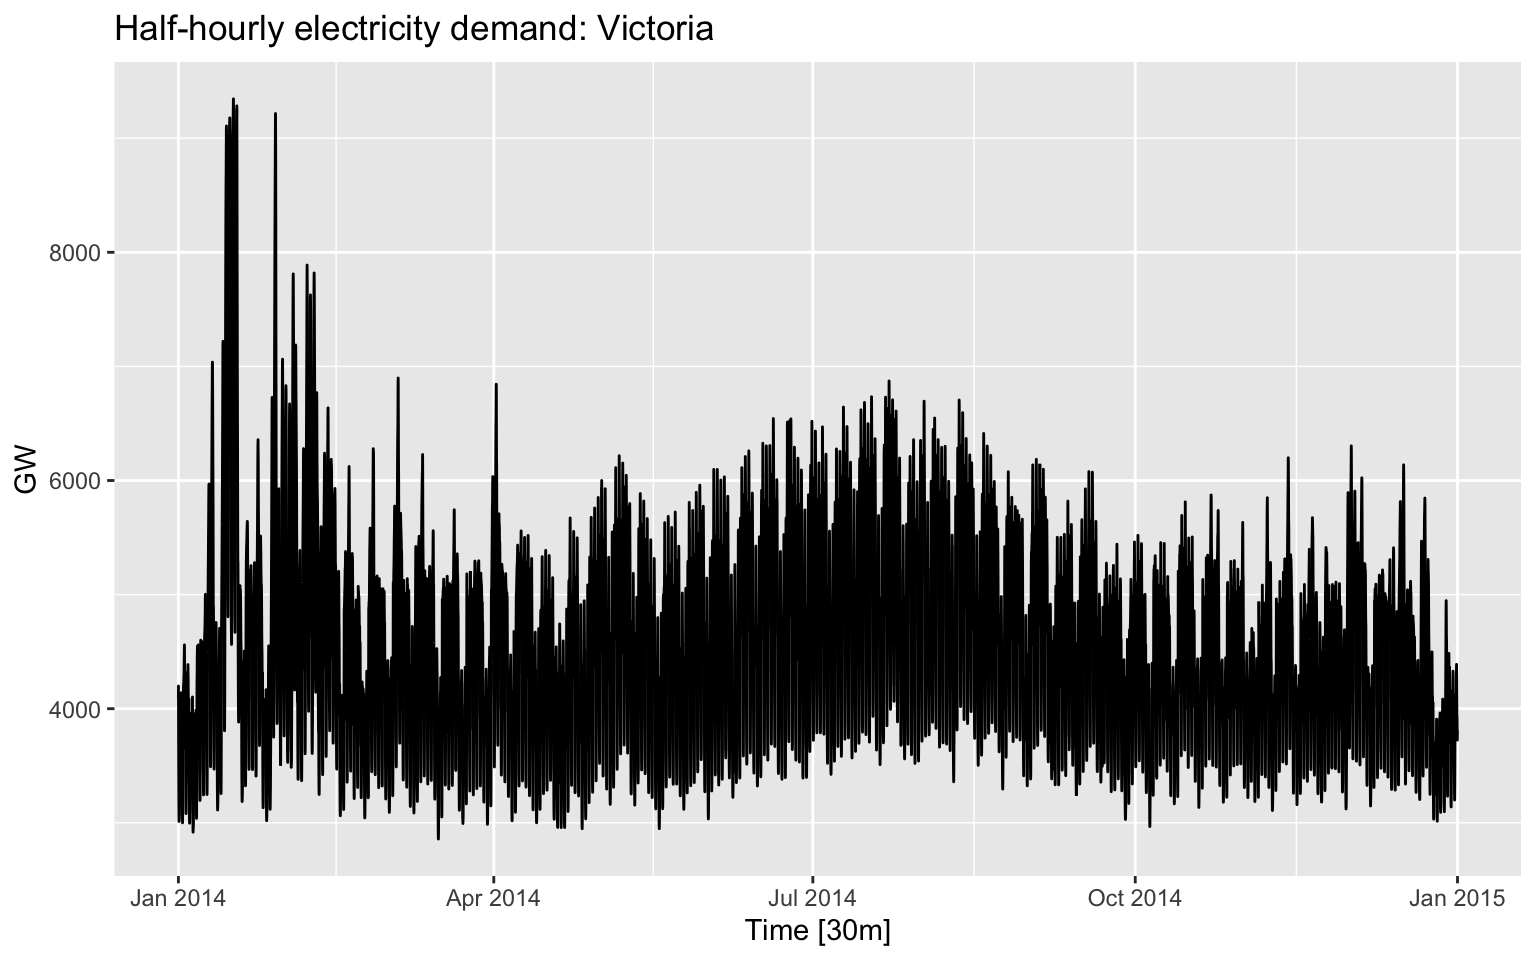 Half-hourly electricity demand: Victoria
GW
8000
6000
4000
Jan 2014 Apr 2014 Jul 2014 Oct 2014 Jan 2015
Time [30m]